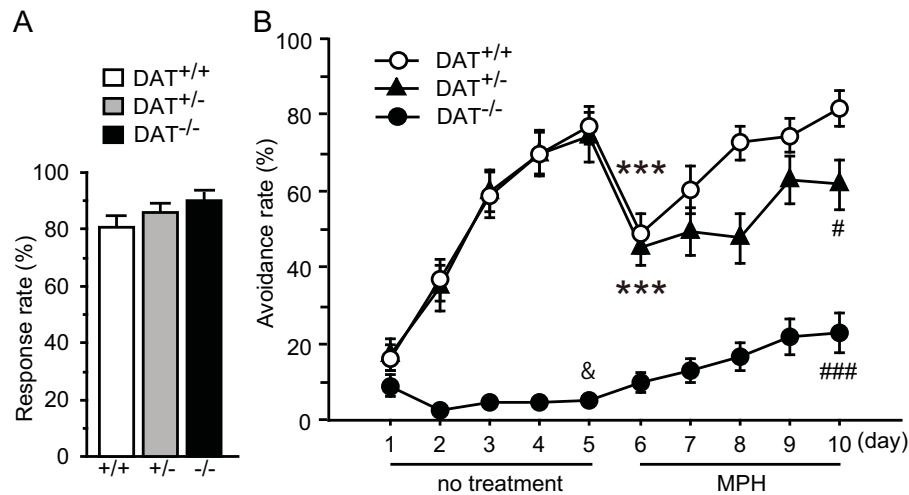 A
DAT+/+
DAT+/-
DAT-/-
Response rate (%)
100
80
60
40
20
0
+/+ +/- -/-
B
DAT+/+
DAT+/-
DAT-/-
Avoidance rate (%)
100
80
60
40
20
0
***
***
&
#
###
1 2 3 4 5 6 7 8 9 10 (day)
no treatment MPH